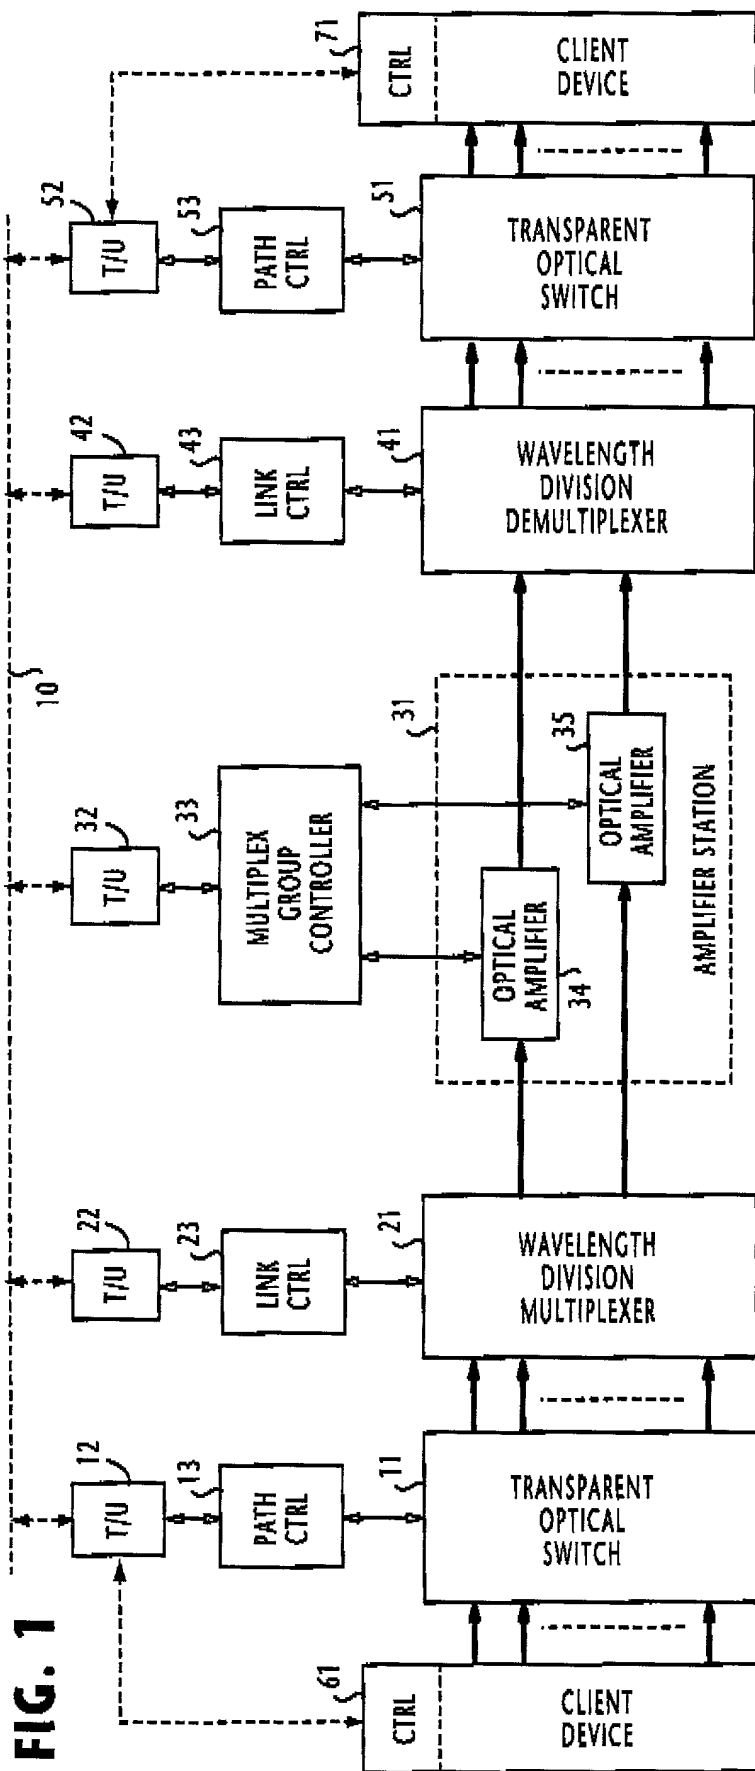 FIG. 1
10
12
T/U
22
T/U
32
T/U
42
T/U
52
T/U
13
PATH
CTRL
23
LINK
CTRL
33
MULTIPLEX
GROUP
CONTROLLER
43
LINK
CTRL
53
PATH
CTRL
61
CTRL
CLIENT
DEVICE
11
TRANSPARENT
OPTICAL
SWITCH
21
WAVELENGTH
DIVISION
MULTIPLEXER
31
OPTICAL
AMPLIFIER
34
35
OPTICAL
AMPLIFIER
AMPLIFIER STATION
41
WAVELENGTH
DIVISION
DEMULTIPLEXER
51
TRANSPARENT
OPTICAL
SWITCH
71
CTRL
CLIENT
DEVICE